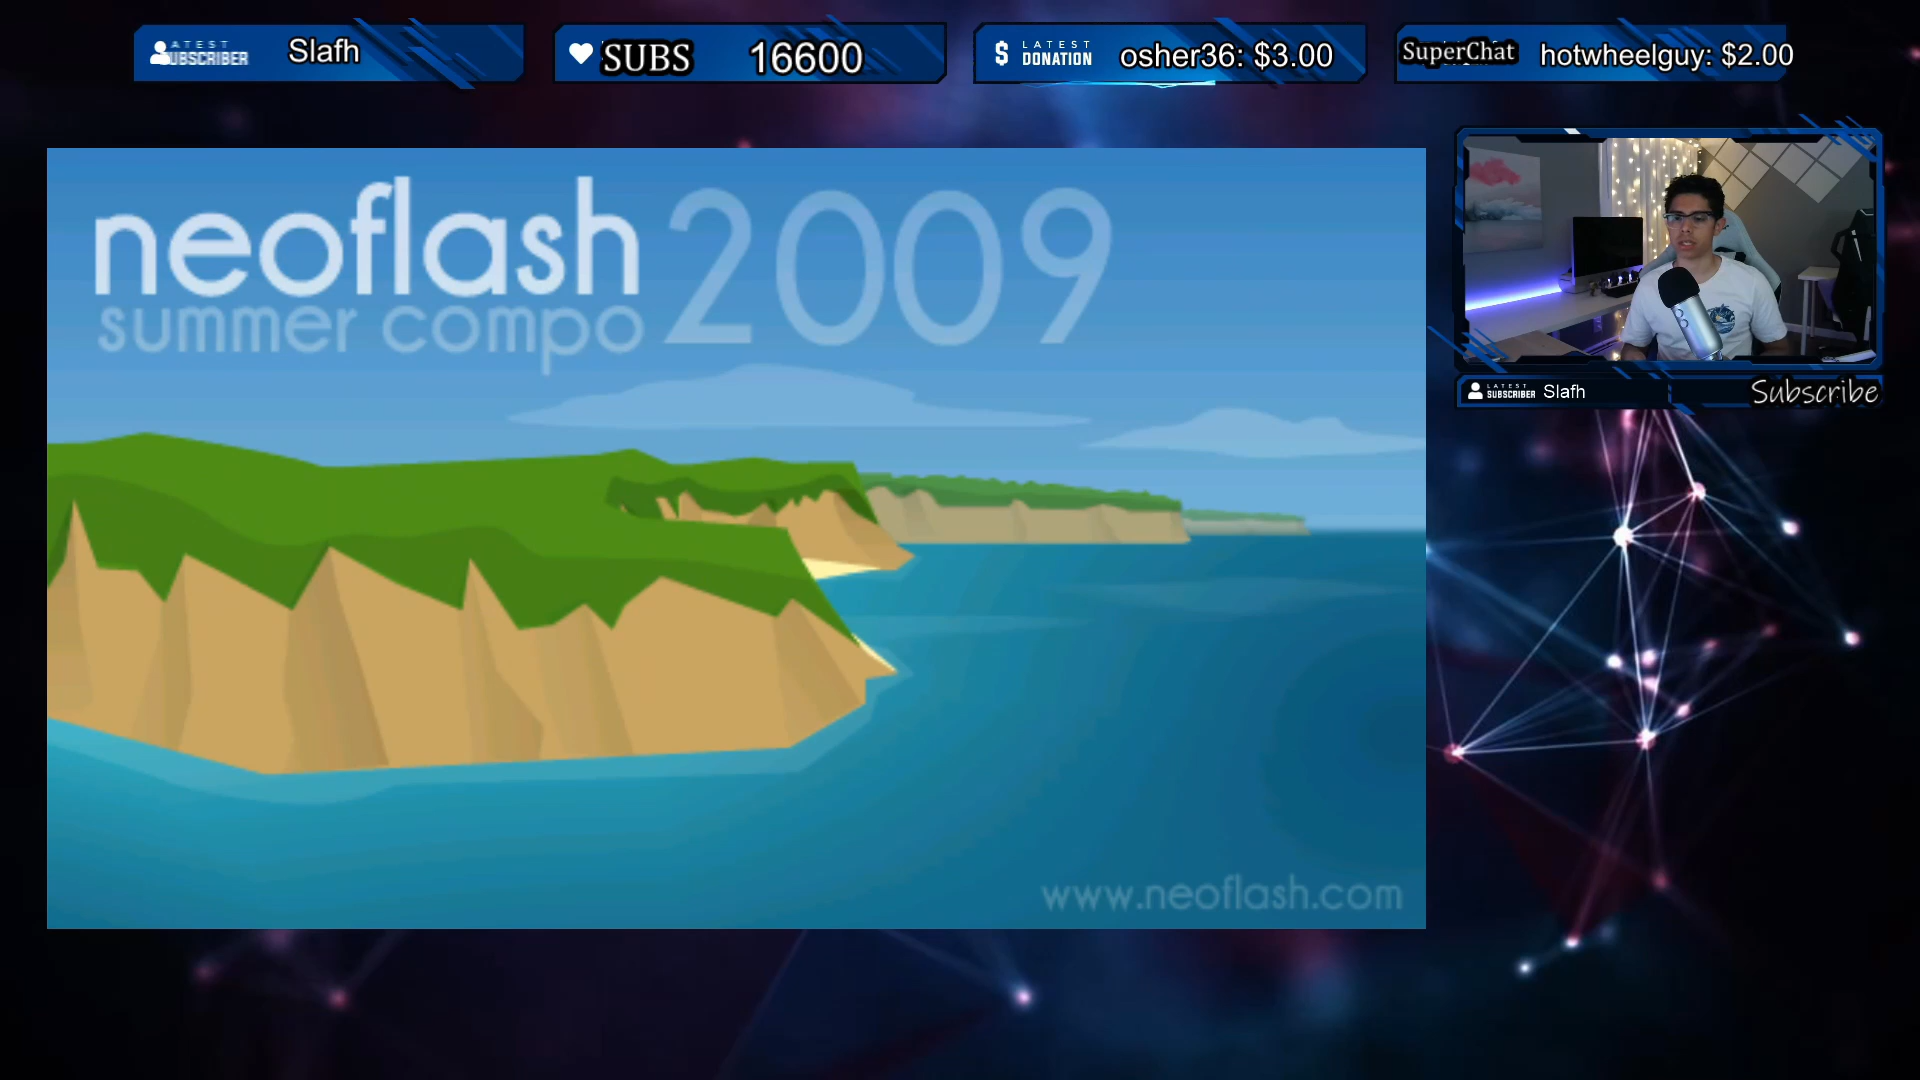 LATEST
SUBSCRIBER
Slafh
SUBS
16600
LATEST
DONATION
osher36: $3.00
SuperChat
hotwheelguy: $2.00
neoflash 2009
summer compo
www.neoflash.com
LATEST
SUBSCRIBER
Slafh
Subscribe